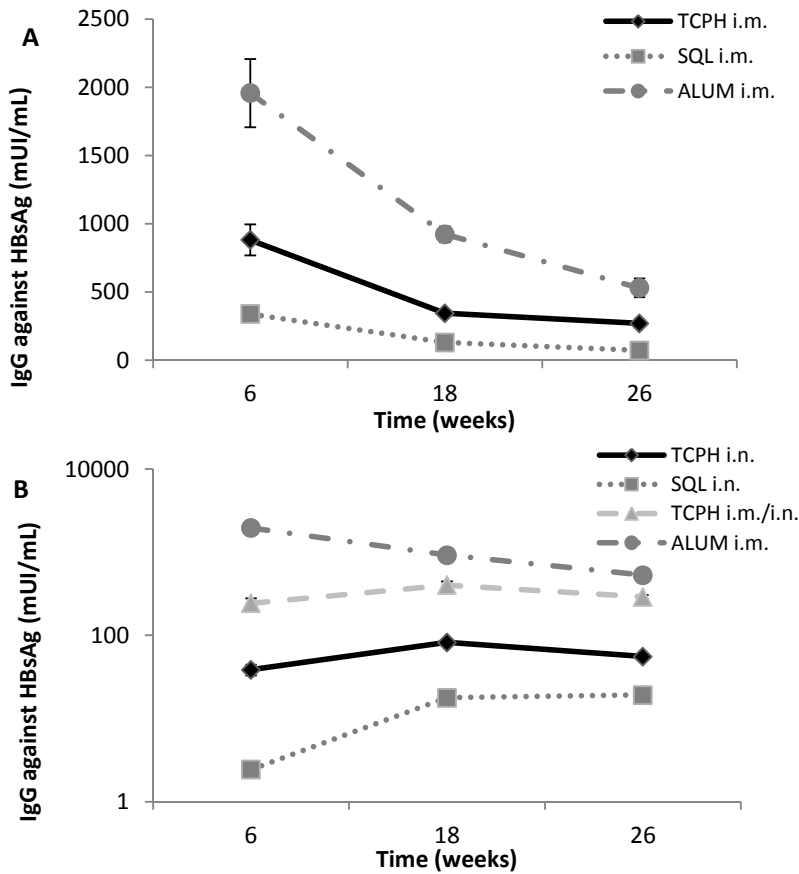 A
IgG against HBsAg (mUI/mL)
2500
2000
1500
1000
500
0
6
18
26
Time (weeks)
TCPH i.m.
SQL i.m.
ALUM i.m.
B
IgG against HBsAg (mUI/mL)
10000
100
1
6
18
26
Time (weeks)
TCPH i.n.
SQL i.n.
TCPH i.m./i.n.
ALUM i.m.